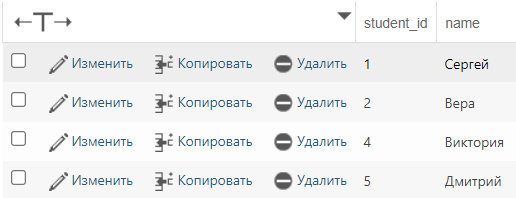 ←T→ student_id name
Изменить Копировать Удалить 1 Сергей
Изменить Копировать Удалить 2 Вера
Изменить Копировать Удалить 4 Виктория
Изменить Копировать Удалить 5 Дмитрий